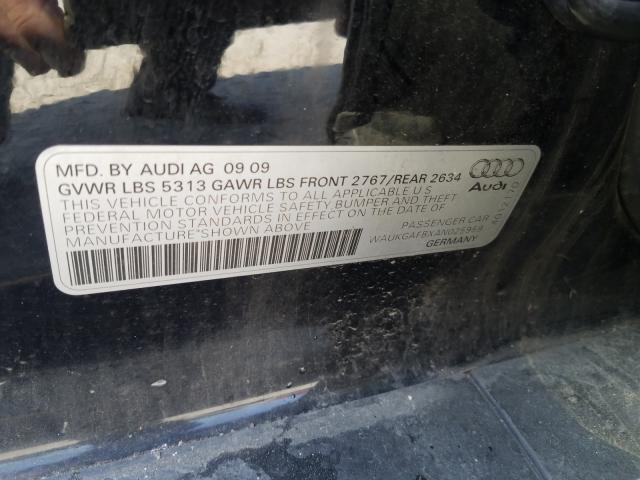 MFD. BY AUDI AG 09 09
GVWR LBS 5313 GAWR LBS FRONT 2767/REAR 2634
THIS VEHICLE CONFORMS TO ALL APPLICABLE U S
FEDERAL MOTOR VEHICLE SAFETY, BUMPER AND THEFT
PREVENTION STANDARDS IN EFFECT ON THE DATE OF
MANUFACTURE SHOWN ABOVE
PASSENGER CAR
WAUKGAFBXAN025959
GERMANY
Audi